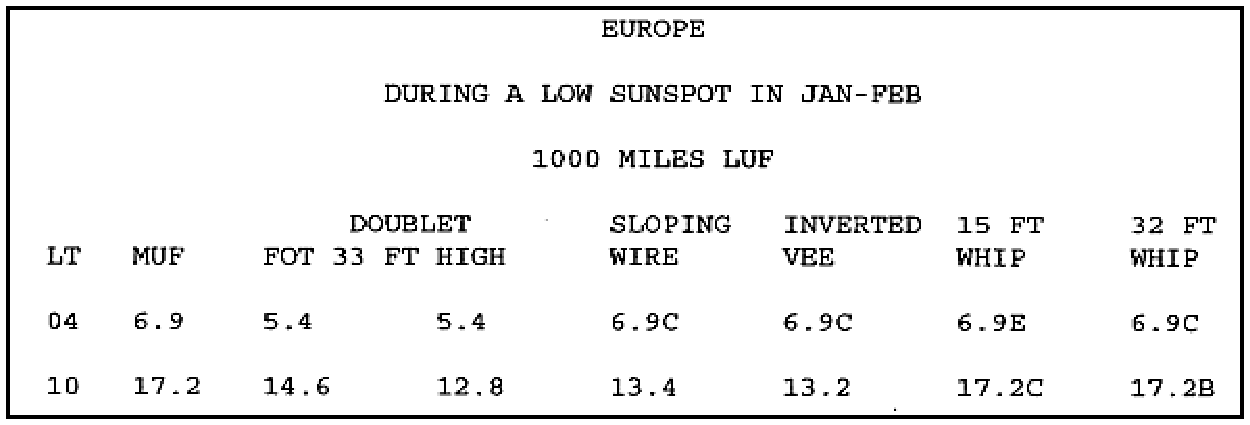 EUROPE
DURING A LOW SUNSPOT IN JAN-FEB
1000 MILES LUF
DOUBLET SLOPING INVERTED 15 FT 32 FT
LT MUF FOT 33 FT HIGH WIRE VEE WHIP WHIP
04 6.9 5.4 5.4 6.9C 6.9C 6.9E 6.9C
10 17.2 14.6 12.8 13.4 13.2 17.2C 17.2B